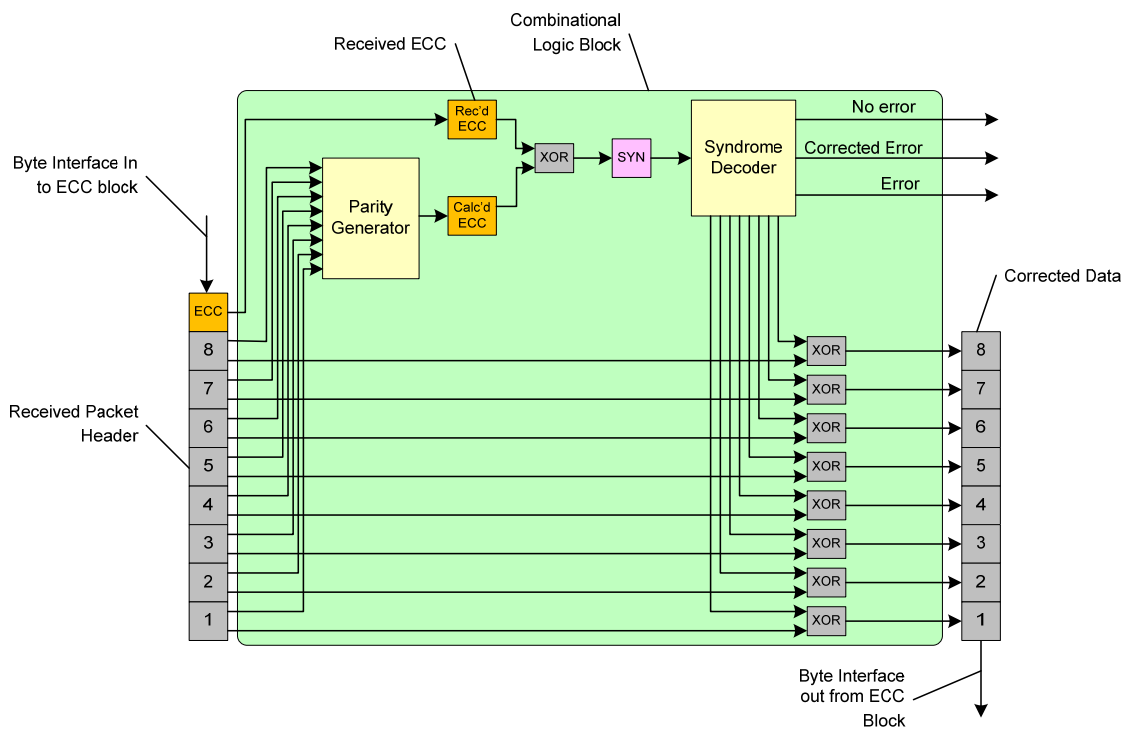 Combinational
Logic Block
Received ECC
Rec'd
ECC
No error
Byte Interface In
to ECC block
XOR
SYN
Syndrome
Decoder
Corrected Error
Error
Parity
Generator
Calc'd
ECC
Corrected Data
ECC
8
XOR
8
7
XOR
7
Received Packet
Header
6
XOR
6
5
XOR
5
4
XOR
4
3
XOR
3
2
XOR
2
1
XOR
1
Byte Interface
out from ECC
Block